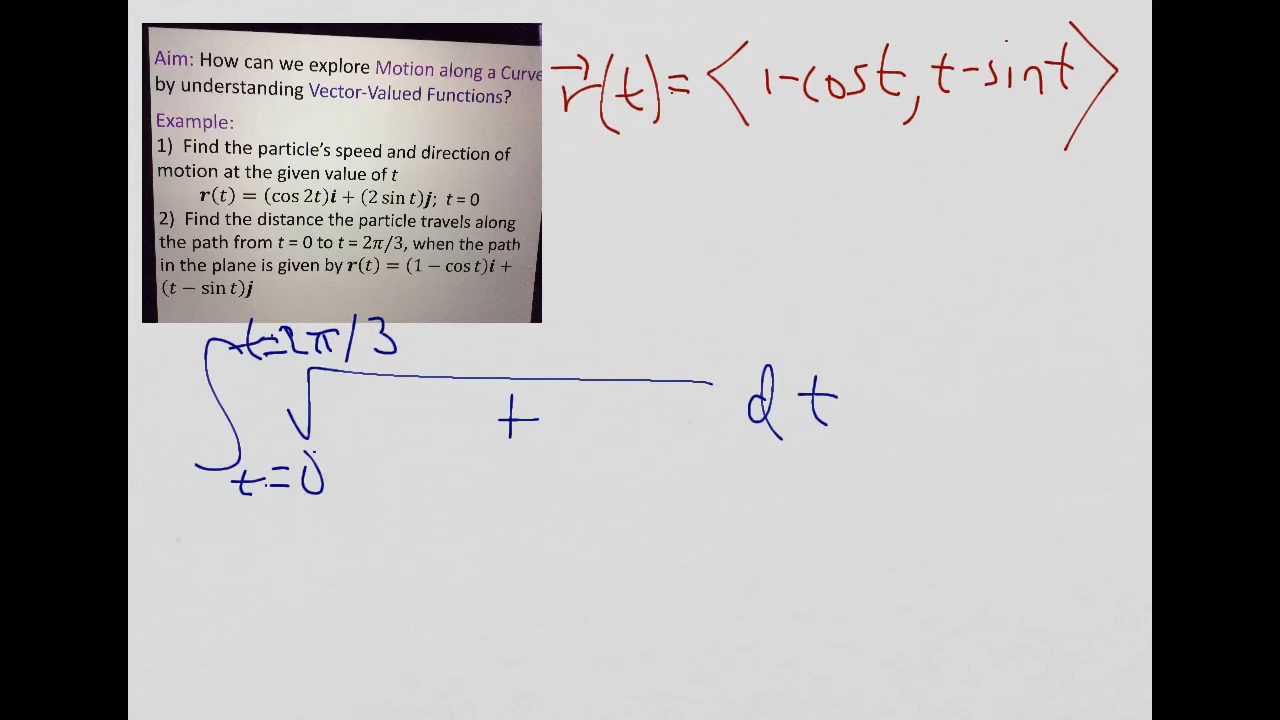 Aim: How can we explore Motion along a Curve
by understanding Vector-Valued Functions?
Example:
1) Find the particle's speed and direction of
motion at the given value of t
r(t) = (cos 2t)i + (2 sin t)j; t = 0
2) Find the distance the particle travels along
the path from t = 0 to t = 2π/3, when the path
in the plane is given by r(t) = (1 − cos t)i +
(t − sin t)j
r⃗(t) = ⟨1-cost, t-sint⟩
t=2π/3
∫ √ + dt
t=0